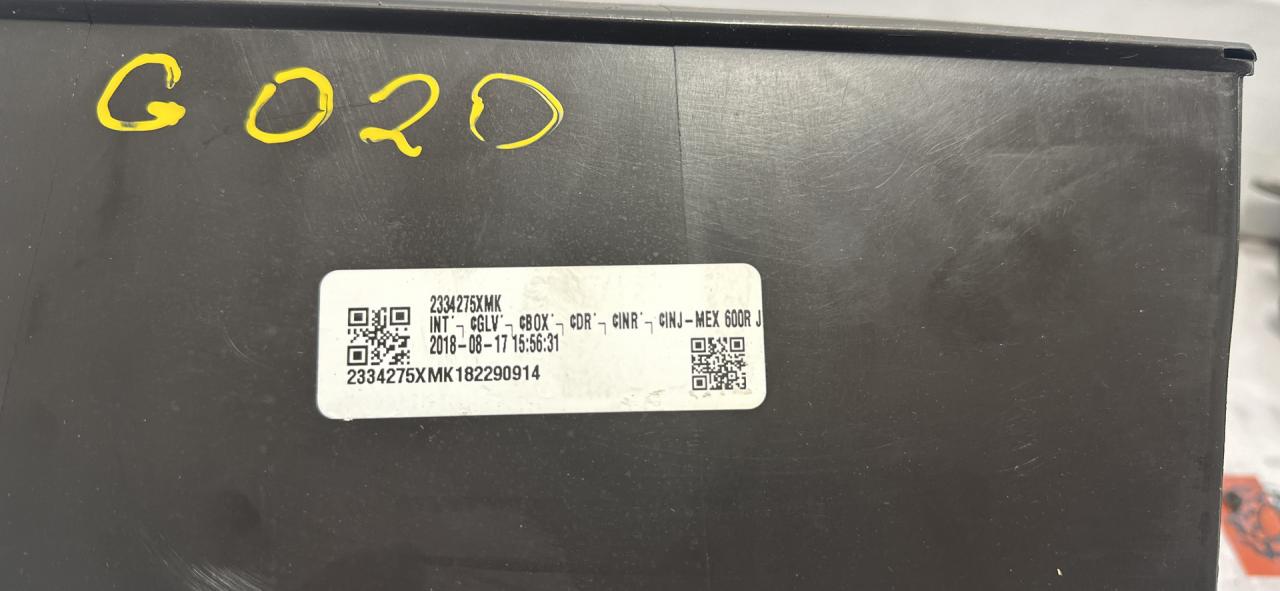 G020
2334275XMK
INT'¬ ¢GLV'¬ ¢BOX'¬ ¢DR'¬ ¢INR'¬ ¢INJ-MEX 600R J
2018-08-17 15:56:31
2334275XMK182290914